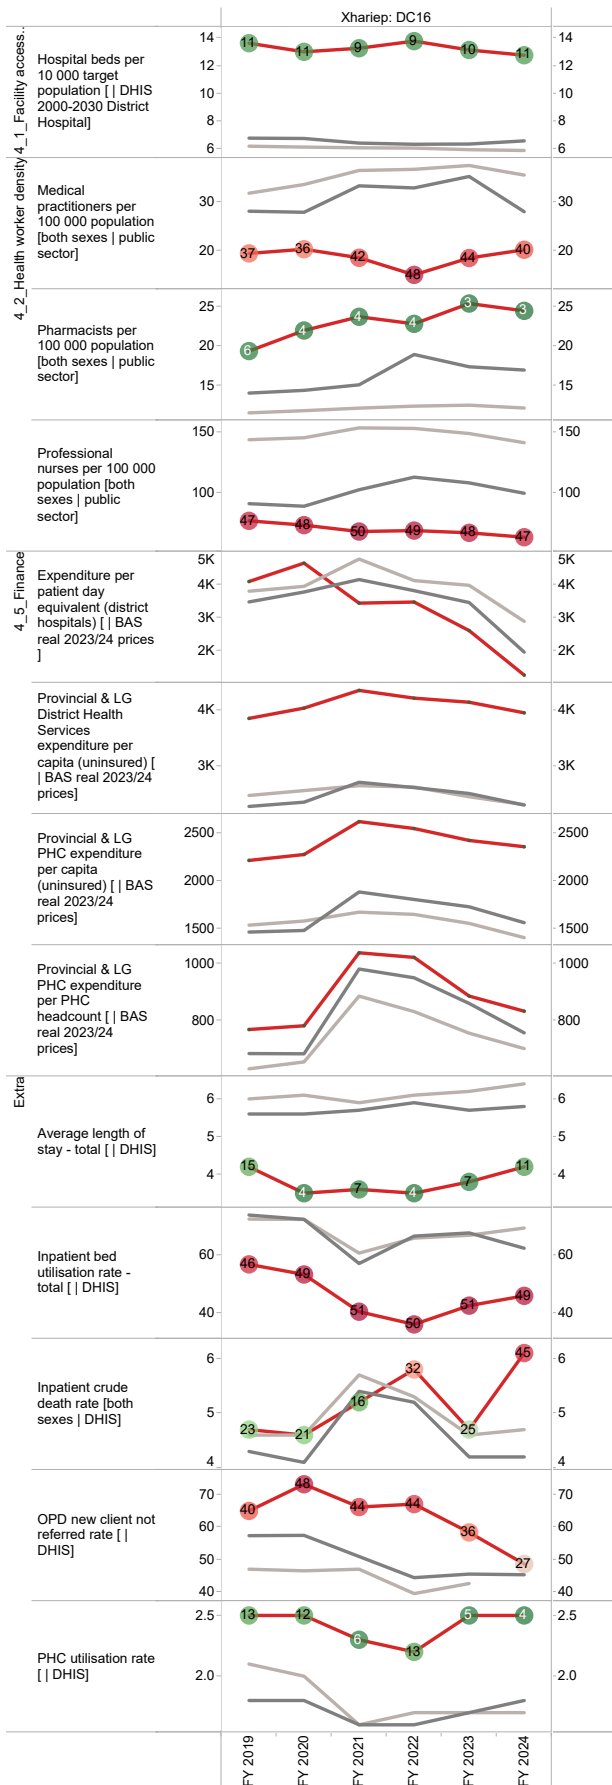 Xhariep: DC16
4_1_Facility access..
Hospital beds per
10 000 target
population [ | DHIS
2000-2030 District
Hospital]
14
12
10
8
6
11
11
9
9
10
11
14
12
10
8
6
4_2_Health worker density
Medical
practitioners per
100 000 population
[both sexes | public
sector]
30
20
37
36
42
48
44
40
30
20
Pharmacists per
100 000 population
[both sexes | public
sector]
25
20
15
6
4
4
4
3
3
25
20
15
Professional
nurses per 100 000
population [both
sexes | public
sector]
150
100
47
48
50
49
48
47
150
100
4_5_Finance
Expenditure per
patient day
equivalent (district
hospitals) [ | BAS
real 2023/24 prices
]
5K
4K
3K
2K
5K
4K
3K
2K
Provincial & LG
District Health
Services
expenditure per
capita (uninsured) [
| BAS real 2023/24
prices]
4K
3K
4K
3K
Provincial & LG
PHC expenditure
per capita
(uninsured) [ | BAS
real 2023/24
prices]
2500
2000
1500
2500
2000
1500
Provincial & LG
PHC expenditure
per PHC
headcount [ | BAS
real 2023/24
prices]
1000
800
1000
800
Extra
Average length of
stay - total [ | DHIS]
6
5
4
15
4
7
4
7
11
6
5
4
Inpatient bed
utilisation rate -
total [ | DHIS]
60
40
46
49
51
50
51
49
60
40
Inpatient crude
death rate [both
sexes | DHIS]
6
5
4
23
21
16
32
25
45
6
5
4
OPD new client not
referred rate [ |
DHIS]
70
60
50
40
40
48
44
44
36
27
70
60
50
40
PHC utilisation rate
[ | DHIS]
2.5
2.0
13
12
6
13
5
4
2.5
2.0
FY 2019
FY 2020
FY 2021
FY 2022
FY 2023
FY 2024